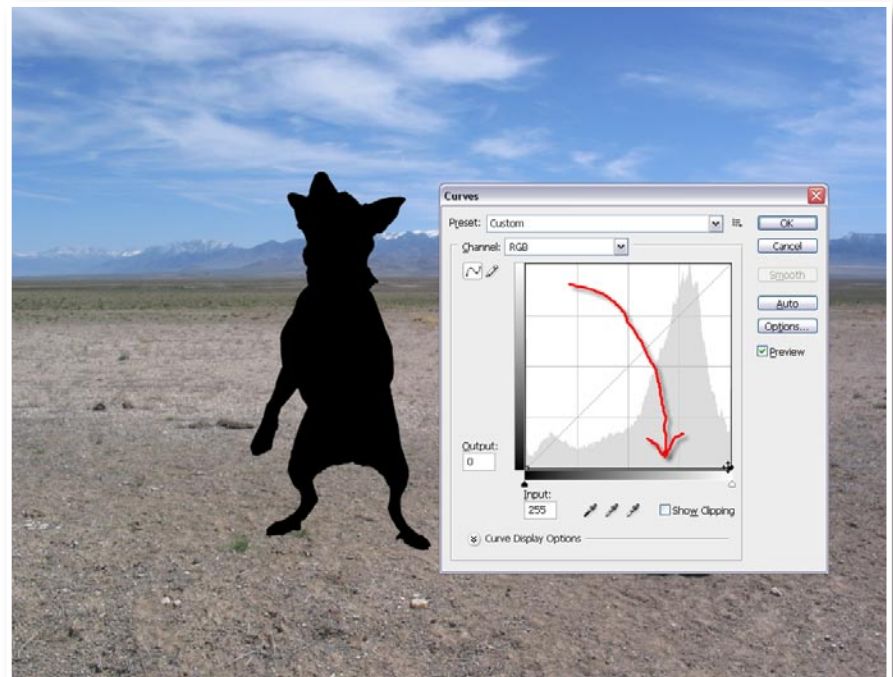 Curves
Preset: Custom
OK
Channel: RGB
Cancel
Smooth
Auto
Options...
Preview
Output:
0
Input:
255
Show Clipping
Curve Display Options